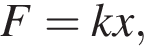 F = kx,